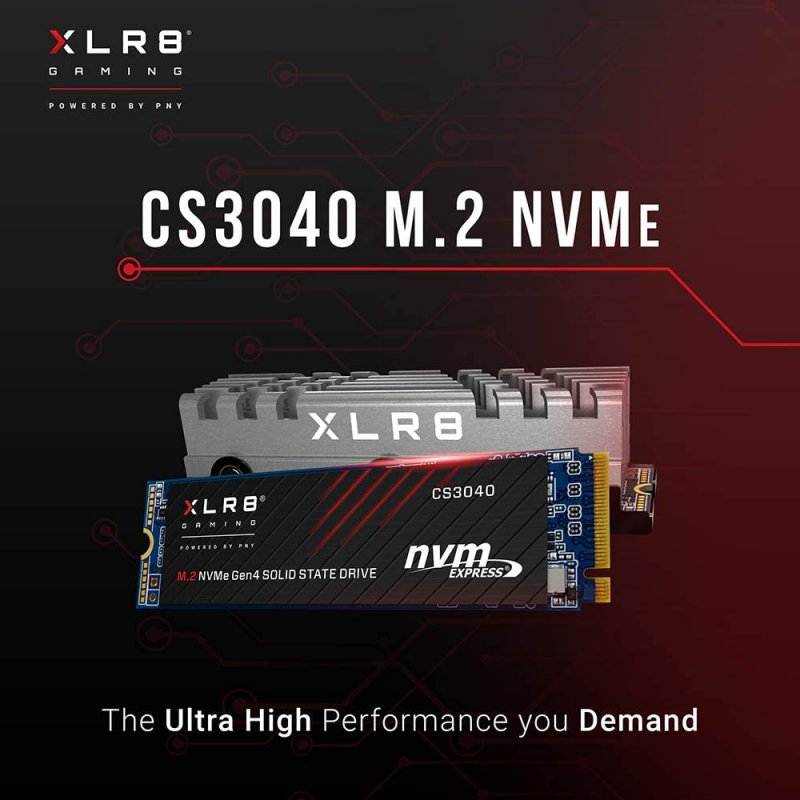 XLR8®
GAMING
POWERED BY PNY
CS3040 M.2 NVMe
XLR8
XLR8®
GAMING
POWERED BY PNY
CS3040
M.2 NVMe Gen4 SOLID STATE DRIVE
nvm
EXPRESS®
The Ultra High Performance you Demand